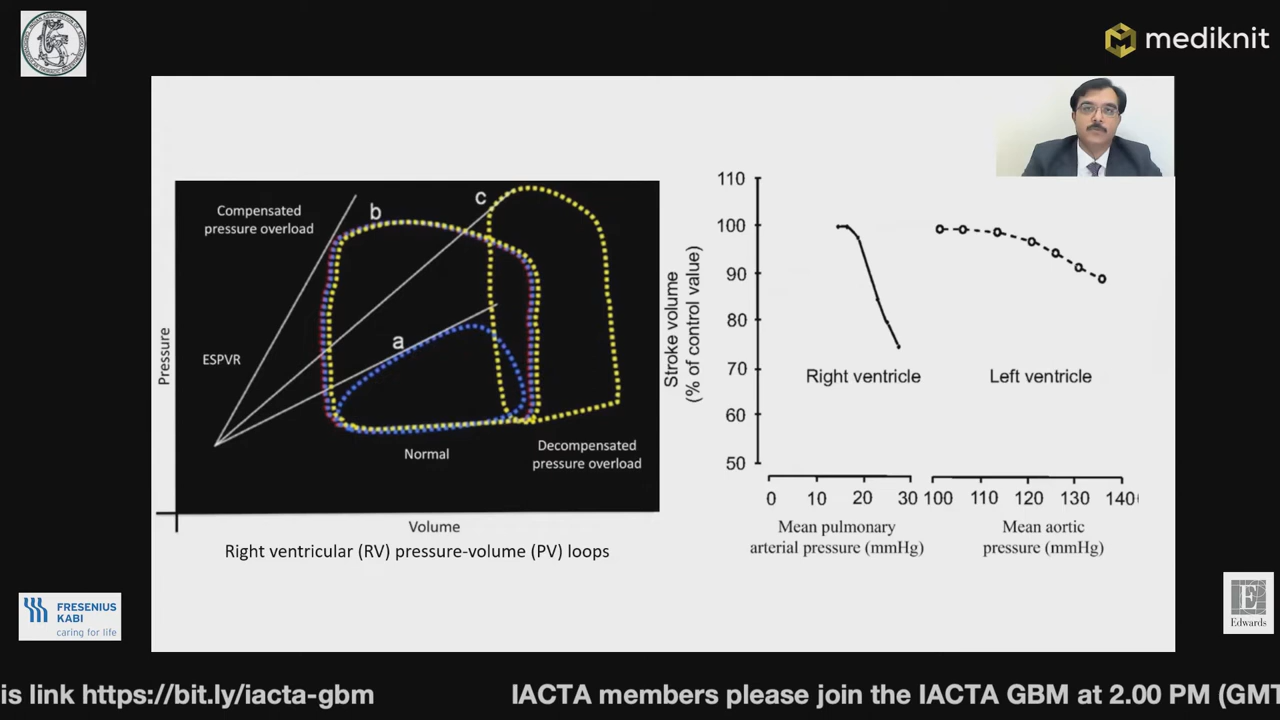 mediknit
Compensated
pressure overload
b
c
a
ESPVR
Normal
Decompensated
pressure overload
Pressure
Volume
Right ventricular (RV) pressure-volume (PV) loops
Stroke volume
(% of control value)
110
100
90
80
70
60
50
Right ventricle
Left ventricle
0 10 20 30
100 110 120 130 140
Mean pulmonary
arterial pressure (mmHg)
Mean aortic
pressure (mmHg)
FRESENIUS
KABI
caring for life
E
Edwards
is link https://bit.ly/iacta-gbm IACTA members please join the IACTA GBM at 2.00 PM (GMT